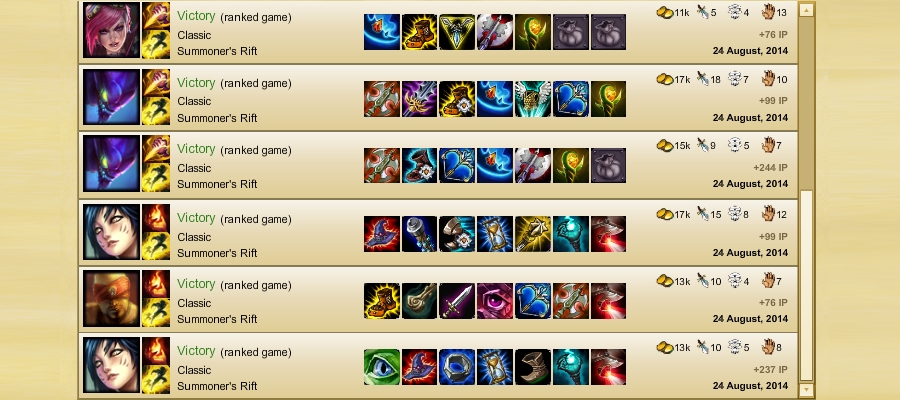 Victory (ranked game) 11k 5 4 13
Classic +76 IP
Summoner's Rift 24 August, 2014
Victory (ranked game) 17k 18 7 10
Classic +99 IP
Summoner's Rift 24 August, 2014
Victory (ranked game) 15k 9 5 7
Classic +244 IP
Summoner's Rift 24 August, 2014
Victory (ranked game) 17k 15 8 12
Classic +99 IP
Summoner's Rift 24 August, 2014
Victory (ranked game) 13k 10 4 7
Classic +76 IP
Summoner's Rift 24 August, 2014
Victory (ranked game) 13k 10 5 8
Classic +237 IP
Summoner's Rift 24 August, 2014